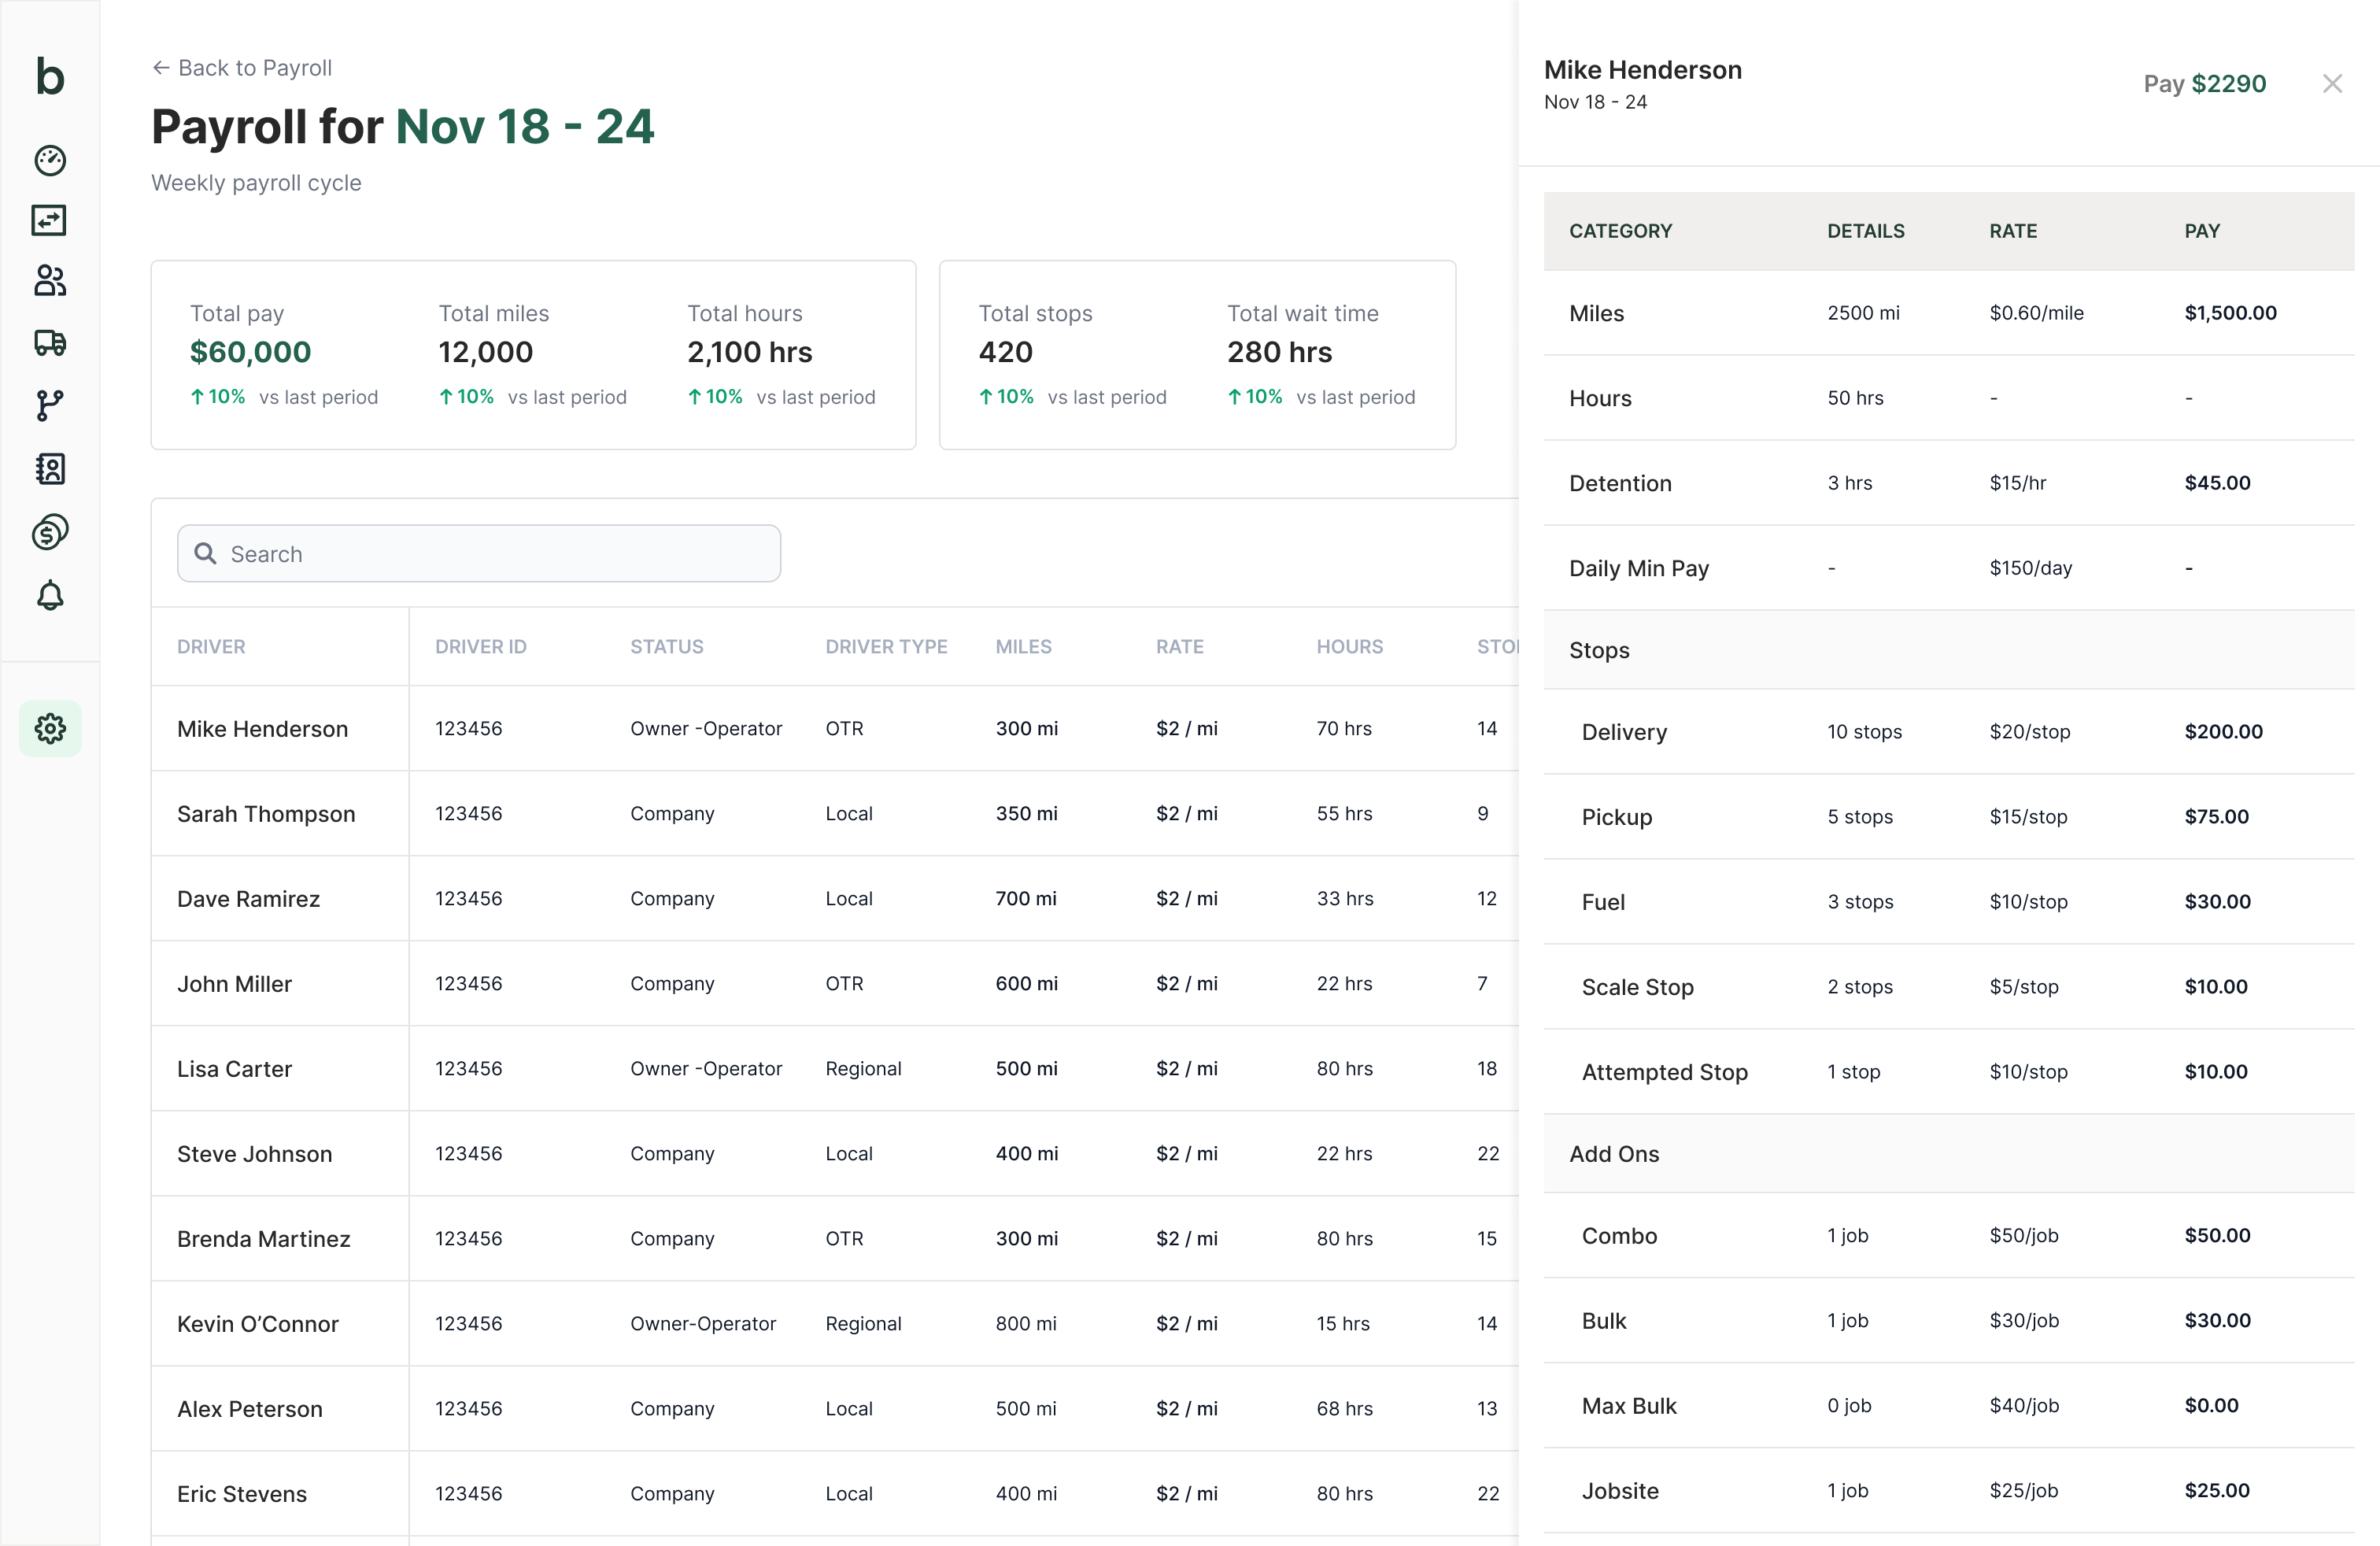 b
← Back to Payroll
Payroll for Nov 18 - 24
Weekly payroll cycle
Total pay Total miles Total hours
$60,000 12,000 2,100 hrs
↑ 10% vs last period ↑ 10% vs last period ↑ 10% vs last period
Total stops Total wait time
420 280 hrs
↑ 10% vs last period ↑ 10% vs last period
Search
DRIVER DRIVER ID STATUS DRIVER TYPE MILES RATE HOURS STO
Mike Henderson 123456 Owner -Operator OTR 300 mi $2 / mi 70 hrs 14
Sarah Thompson 123456 Company Local 350 mi $2 / mi 55 hrs 9
Dave Ramirez 123456 Company Local 700 mi $2 / mi 33 hrs 12
John Miller 123456 Company OTR 600 mi $2 / mi 22 hrs 7
Lisa Carter 123456 Owner -Operator Regional 500 mi $2 / mi 80 hrs 18
Steve Johnson 123456 Company Local 400 mi $2 / mi 22 hrs 22
Brenda Martinez 123456 Company OTR 300 mi $2 / mi 80 hrs 15
Kevin O’Connor 123456 Owner-Operator Regional 800 mi $2 / mi 15 hrs 14
Alex Peterson 123456 Company Local 500 mi $2 / mi 68 hrs 13
Eric Stevens 123456 Company Local 400 mi $2 / mi 80 hrs 22
Mike Henderson
Nov 18 - 24
Pay $2290
CATEGORY DETAILS RATE PAY
Miles 2500 mi $0.60/mile $1,500.00
Hours 50 hrs - -
Detention 3 hrs $15/hr $45.00
Daily Min Pay - $150/day -
Stops
Delivery 10 stops $20/stop $200.00
Pickup 5 stops $15/stop $75.00
Fuel 3 stops $10/stop $30.00
Scale Stop 2 stops $5/stop $10.00
Attempted Stop 1 stop $10/stop $10.00
Add Ons
Combo 1 job $50/job $50.00
Bulk 1 job $30/job $30.00
Max Bulk 0 job $40/job $0.00
Jobsite 1 job $25/job $25.00